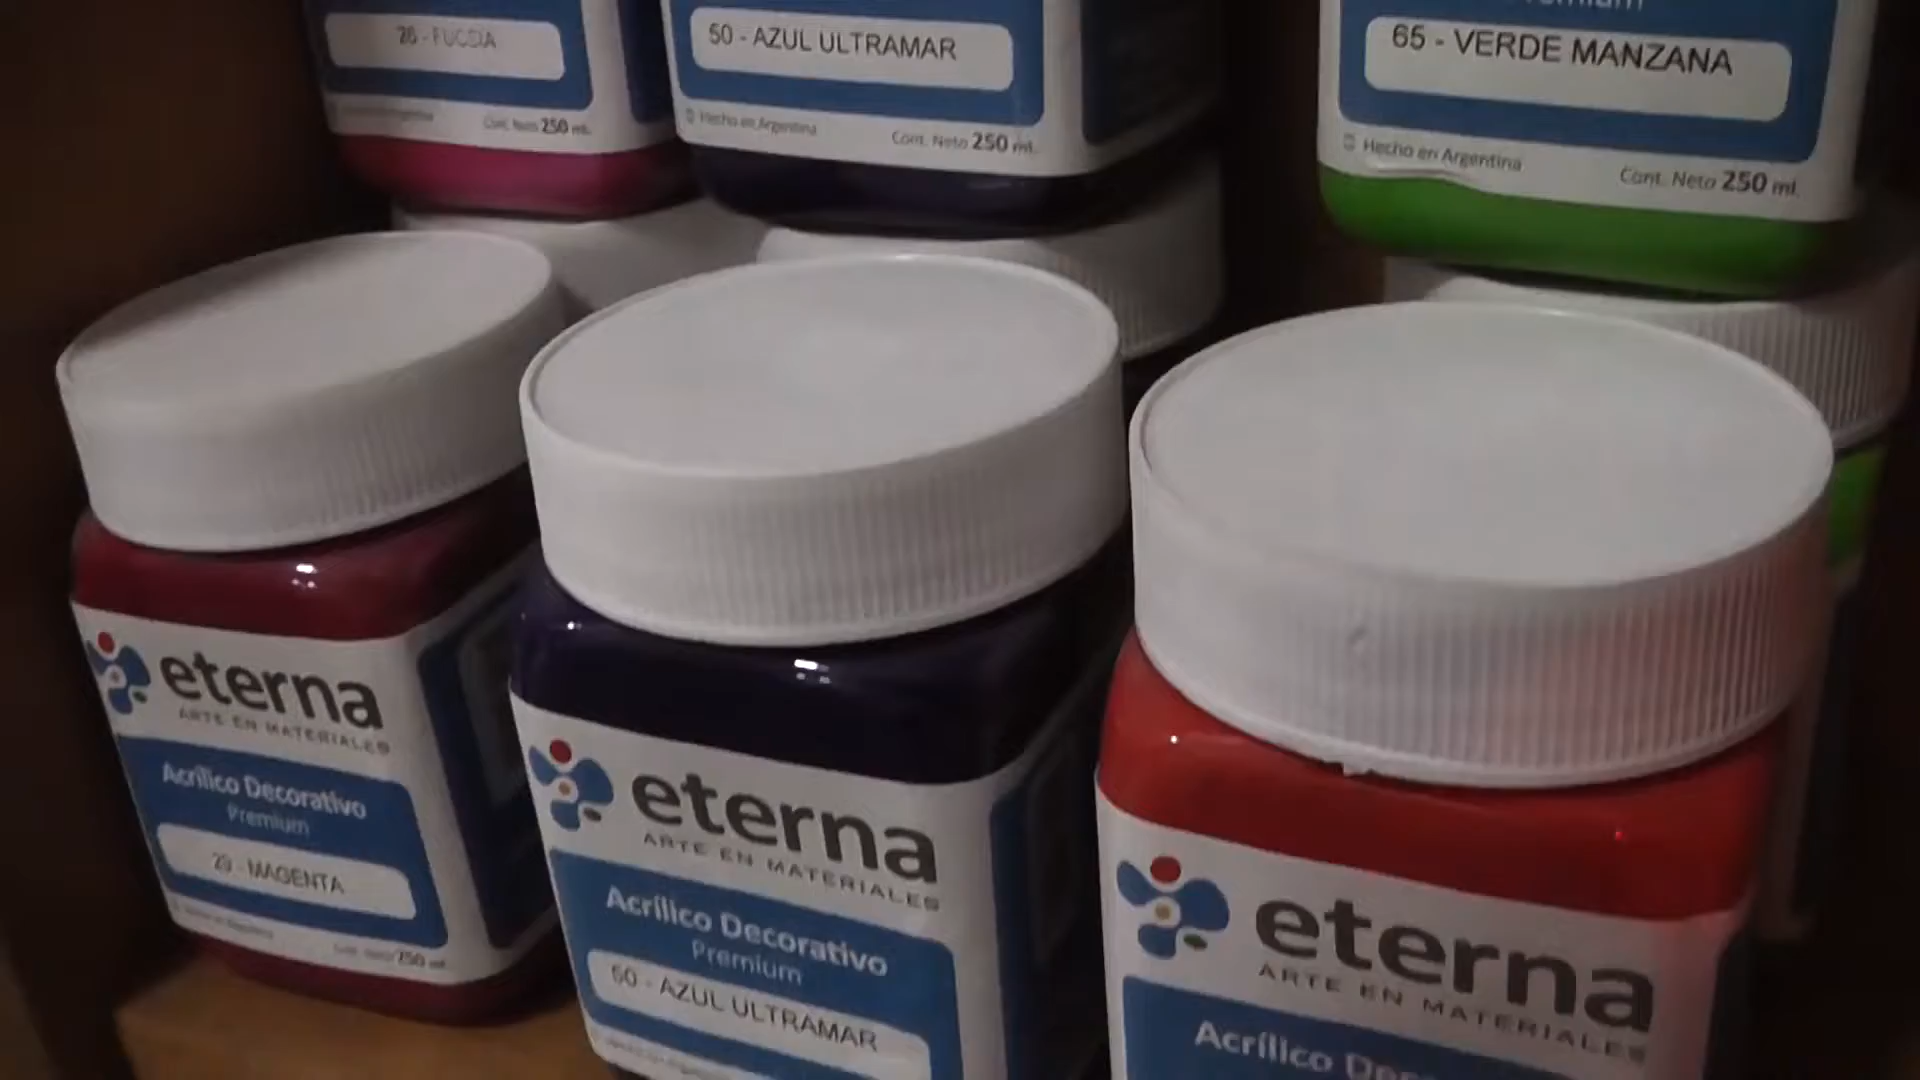 26 - FUCSIA
Cont. Neto 250 ml.
50 - AZUL ULTRAMAR
Hecho en Argentina
Cont. Neto 250 ml.
65 - VERDE MANZANA
Hecho en Argentina
Cont. Neto 250 ml.
eterna
ARTE EN MATERIALES
Acrílico Decorativo
Premium
29 - MAGENTA
250 ml
eterna
ARTE EN MATERIALES
Acrílico Decorativo
Premium
50 - AZUL ULTRAMAR
eterna
ARTE EN MATERIALES
Acrílico